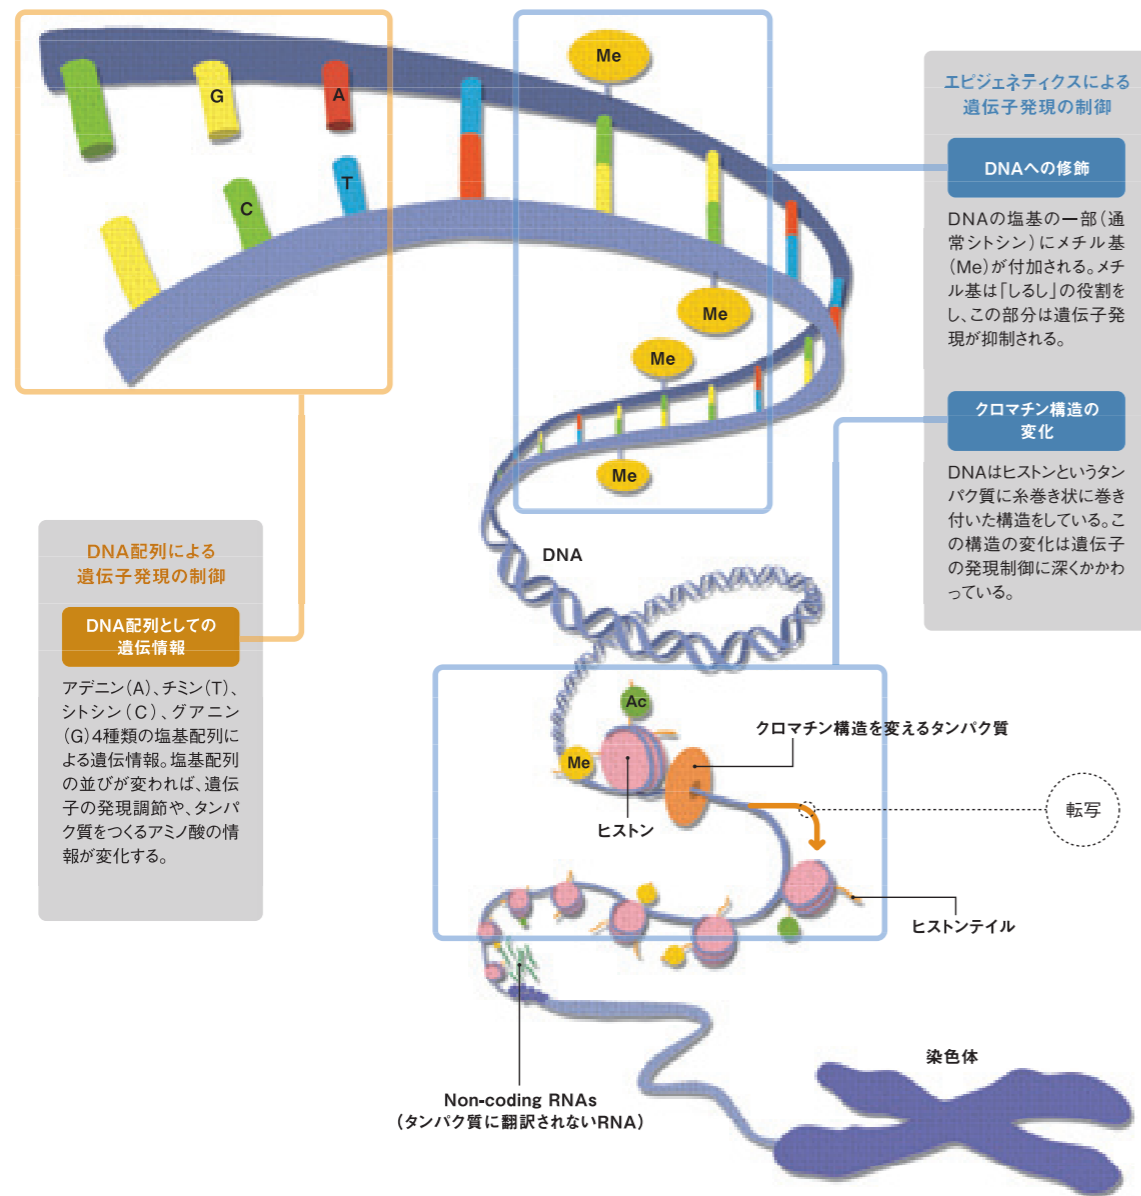 Me
G
A
T
C
Me
Me
Me
エピジェネティクスによる
遺伝子発現の制御
DNAへの修飾
DNAの塩基の一部(通
常シトシン)にメチル基
(Me)が付加される。メチ
ル基は「しるし」の役割を
し、この部分は遺伝子発
現が抑制される。
クロマチン構造の
変化
DNAはヒストンというタン
パク質に糸巻き状に巻き
付いた構造をしている。こ
の構造の変化は遺伝子
の発現制御に深くかかわ
っている。
DNA配列による
遺伝子発現の制御
DNA配列としての
遺伝情報
アデニン(A)、チミン(T)、
シトシン(C)、グアニン
(G)4種類の塩基配列に
よる遺伝情報。塩基配列
の並びが変われば、遺伝
子の発現調節や、タンパ
ク質をつくるアミノ酸の情
報が変化する。
DNA
Ac
Me
クロマチン構造を変えるタンパク質
ヒストン
転写
ヒストンテイル
Non-coding RNAs
(タンパク質に翻訳されないRNA)
染色体